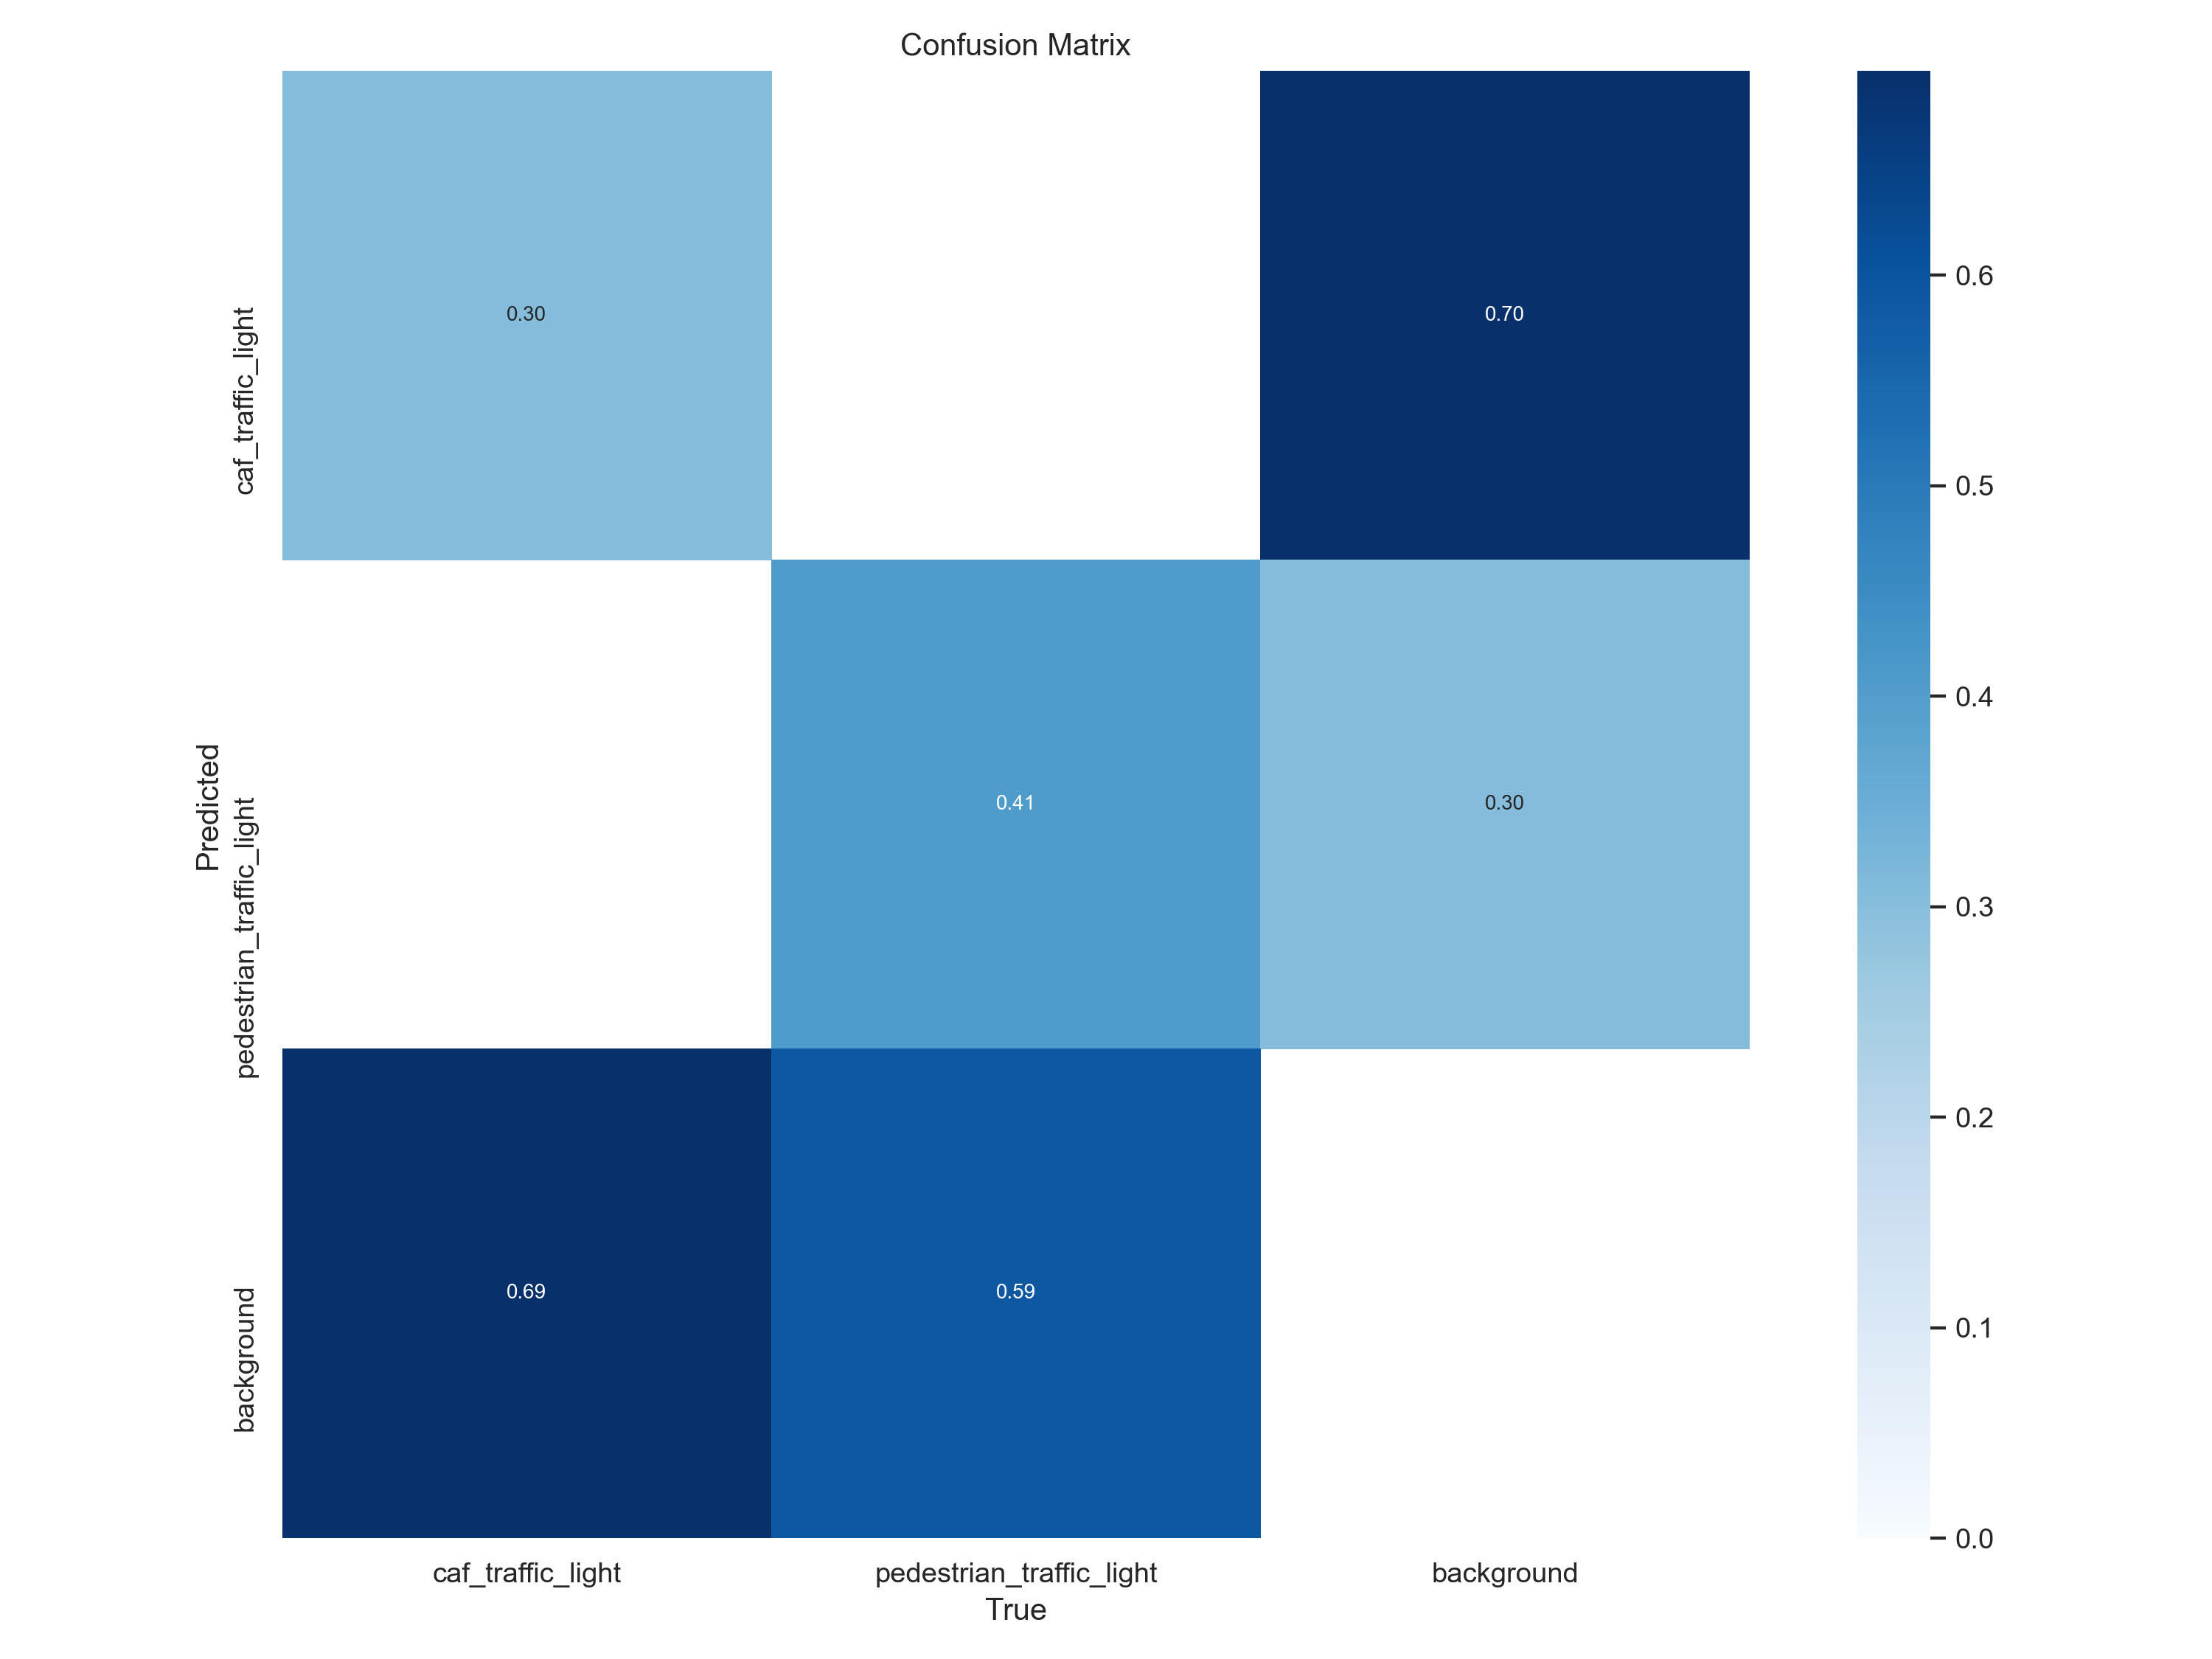 Confusion Matrix
caf_traffic_light
0.30
0.70
0.6
0.5
0.4
Predicted
pedestrian_traffic_light
0.41
0.30
0.3
0.2
background
0.69
0.59
0.1
0.0
caf_traffic_light
pedestrian_traffic_light
background
True